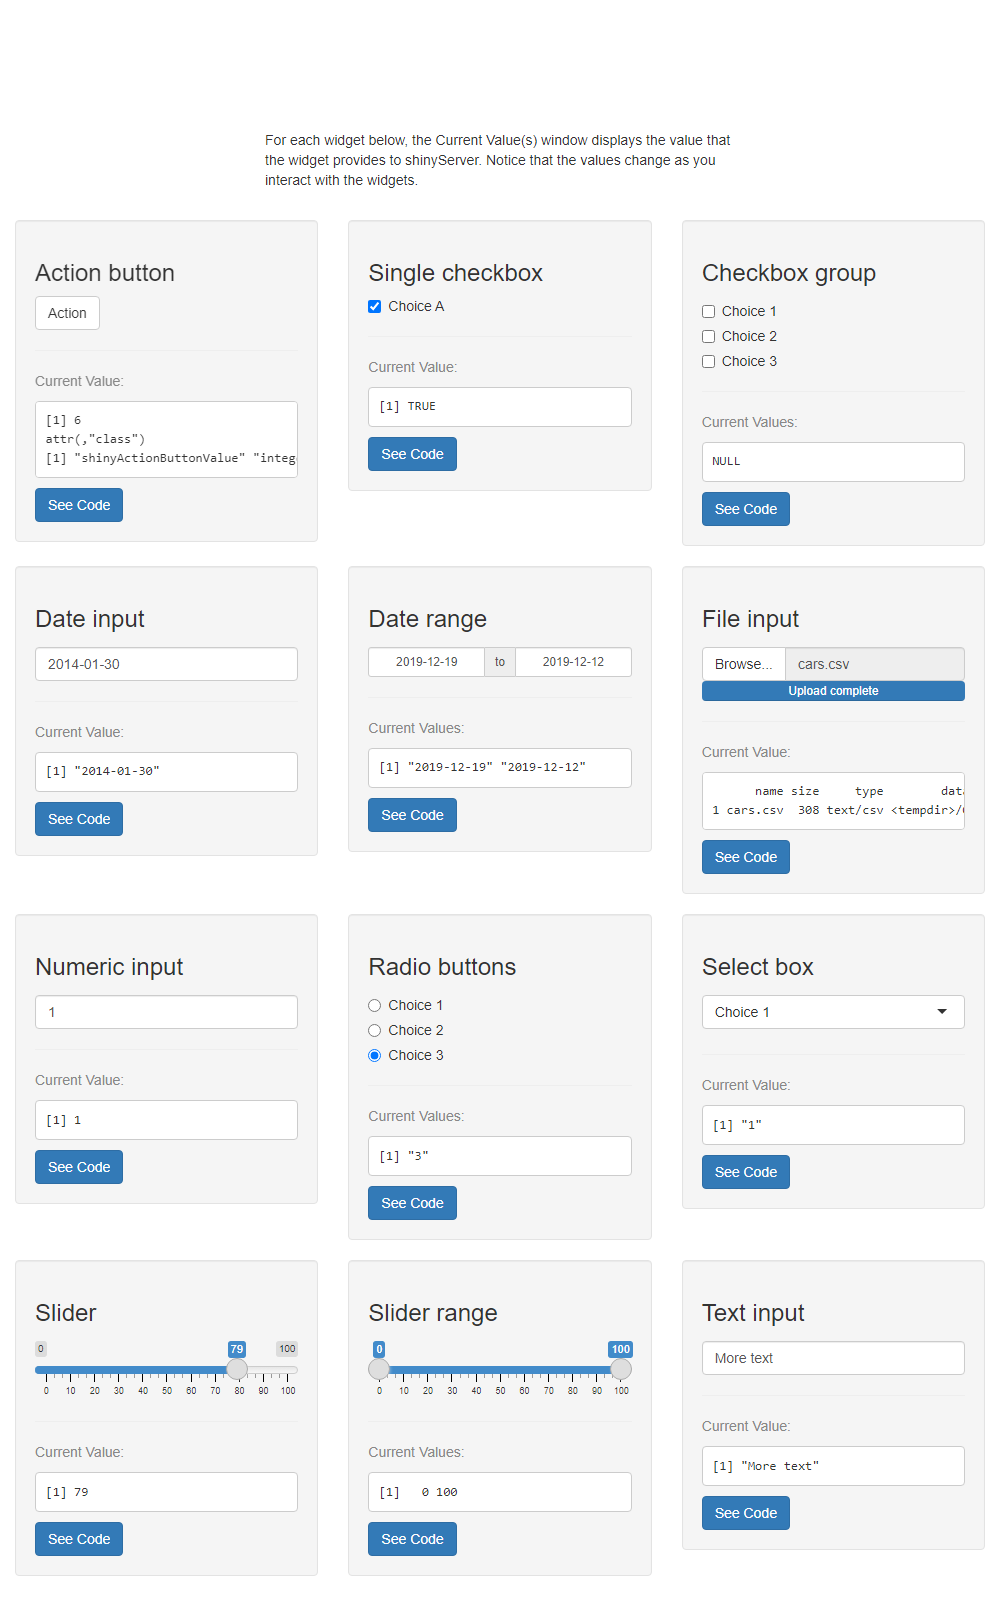 For each widget below, the Current Value(s) window displays the value that
the widget provides to shinyServer. Notice that the values change as you
interact with the widgets.
Action button
Action
Current Value:
[1] 6
attr(,"class")
[1] "shinyActionButtonValue" "integ
See Code
Single checkbox
Choice A
Current Value:
[1] TRUE
See Code
Checkbox group
Choice 1
Choice 2
Choice 3
Current Values:
NULL
See Code
Date input
2014-01-30
Current Value:
[1] "2014-01-30"
See Code
Date range
2019-12-19 to 2019-12-12
Current Values:
[1] "2019-12-19" "2019-12-12"
See Code
File input
Browse... cars.csv
Upload complete
Current Value:
name size type data
1 cars.csv 308 text/csv <tempdir>/
See Code
Numeric input
1
Current Value:
[1] 1
See Code
Radio buttons
Choice 1
Choice 2
Choice 3
Current Values:
[1] "3"
See Code
Select box
Choice 1
Current Value:
[1] "1"
See Code
Slider
0 79 100
0 10 20 30 40 50 60 70 80 90 100
Current Value:
[1] 79
See Code
Slider range
0 100
0 10 20 30 40 50 60 70 80 90 100
Current Values:
[1] 0 100
See Code
Text input
More text
Current Value:
[1] "More text"
See Code